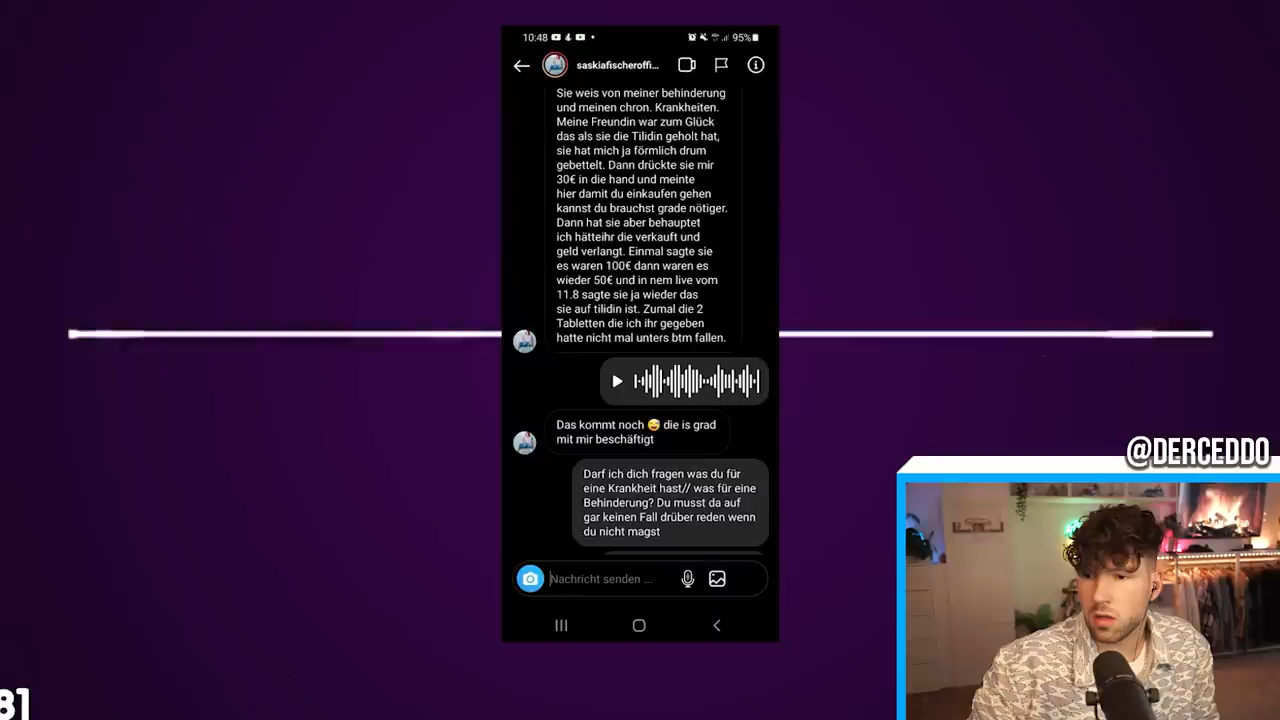 10:48
95%
saskiafischeroffi...
Sie weis von meiner behinderung
und meinen chron. Krankheiten.
Meine Freundin war zum Glück
das als sie die Tilidin geholt hat,
sie hat mich ja förmlich drum
gebettelt. Dann drückte sie mir
30€ in die hand und meinte
hier damit du einkaufen gehen
kannst du brauchst grade nötiger.
Dann hat sie aber behauptet
ich hätteihr die verkauft und
geld verlangt. Einmal sagte sie
es waren 100€ dann waren es
wieder 50€ und in nem live vom
11.8 sagte sie ja wieder das
sie auf tilidin ist. Zumal die 2
Tabletten die ich ihr gegeben
hatte nicht mal unters btm fallen.
Das kommt noch 😅 die is grad
mit mir beschäftigt
Darf ich dich fragen was du für
eine Krankheit hast// was für eine
Behinderung? Du musst da auf
gar keinen Fall drüber reden wenn
du nicht magst
Nachricht senden ...
@DERCEDDO
8]